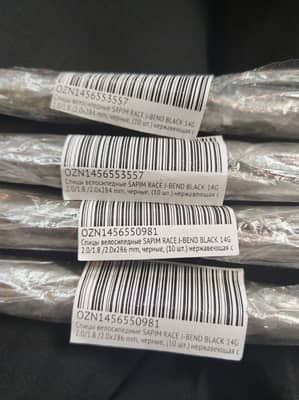 OZN1456553557
Спицы велосипедные SAPIM RACE J-BEND BLACK 14G
2.0/1.8 /2.0x284 mm, черные, (10 шт.) нержавеющая с
OZN1456553557
Спицы велосипедные SAPIM RACE J-BEND BLACK 14G
2.0/1.8 /2.0x284 mm, черные, (10 шт.) нержавеющая с
OZN1456550981
Спицы велосипедные SAPIM RACE J-BEND BLACK 14G
2.0/1.8 /2.0x286 mm, черные, (10 шт.) нержавеющая с
OZN1456550981
Спицы велосипедные SAPIM RACE J-BEND BLACK 14G
2.0/1.8 /2.0x286 mm, черные, (10 шт.) нержавеющая с